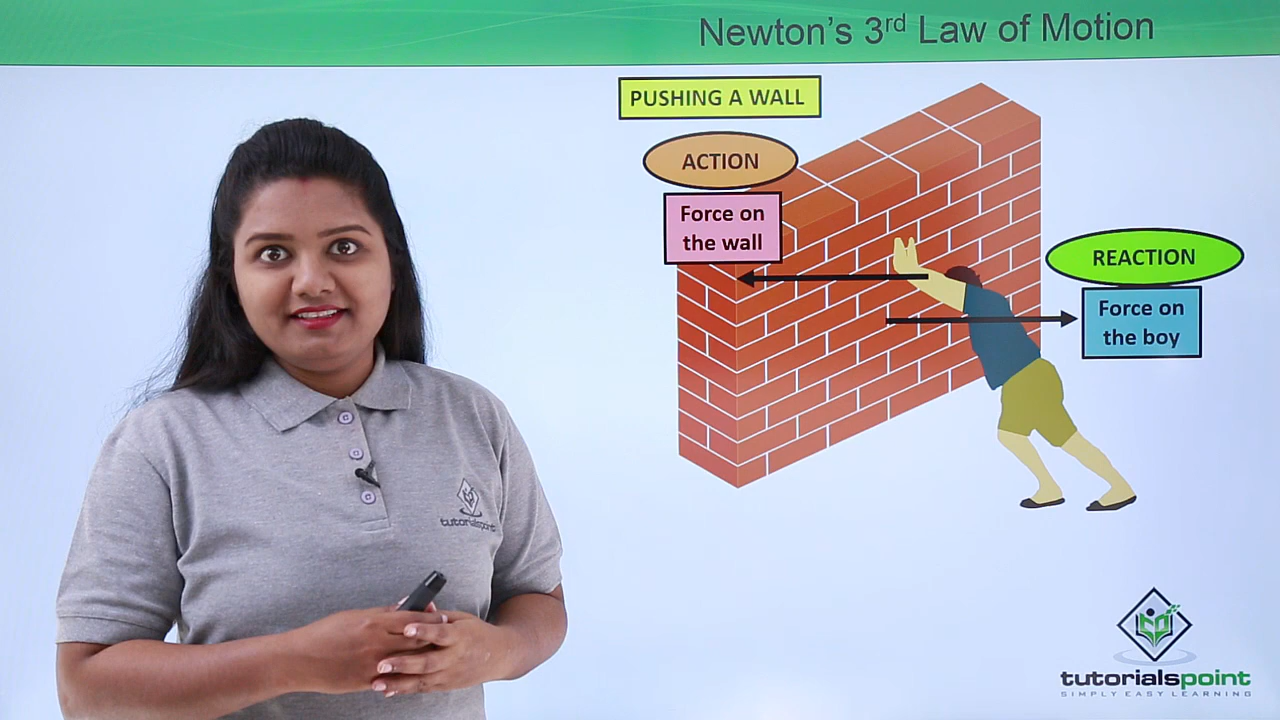 Newton's 3rd Law of Motion
PUSHING A WALL
ACTION
Force on
the wall
REACTION
Force on
the boy
tutorialspoint
tutorialspoint
SIMPLY EASY LEARNING